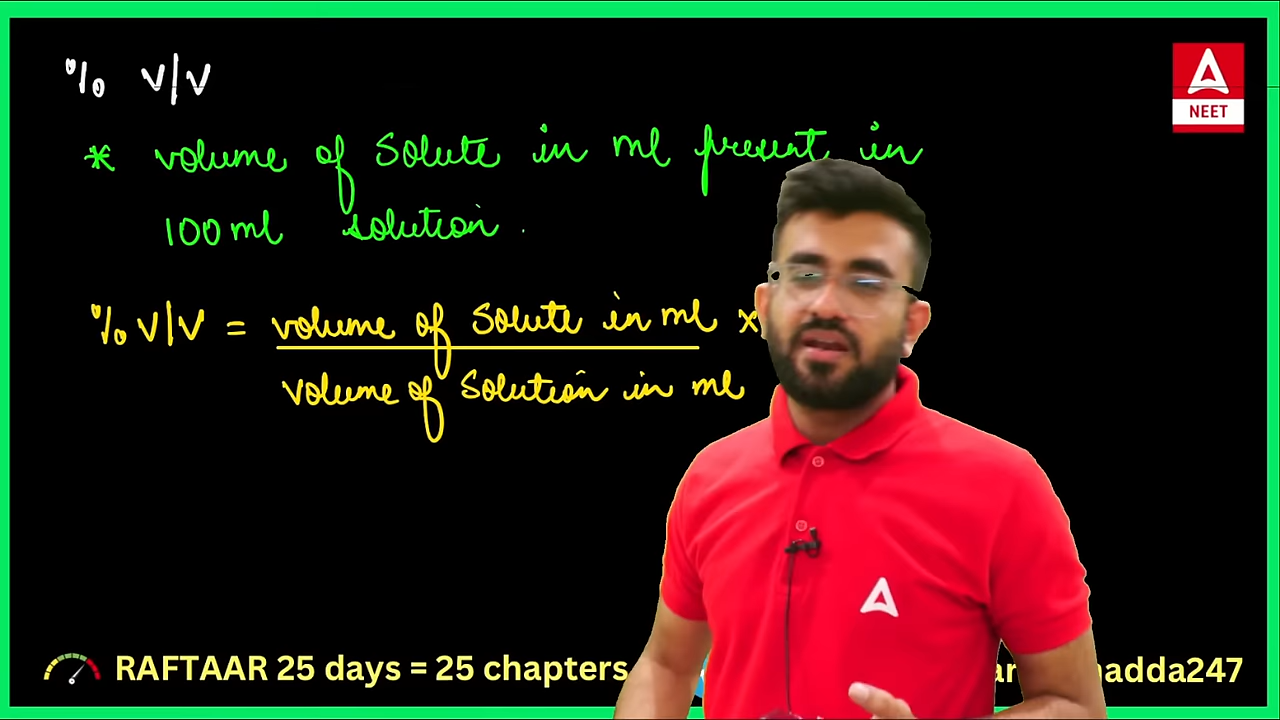 % V/V
NEET
* volume of Solute in ml present in
100 ml solution.
% V/V = volume of Solute in ml ×
volume of Solution in ml
RAFTAAR 25 days = 25 chapters
adda247